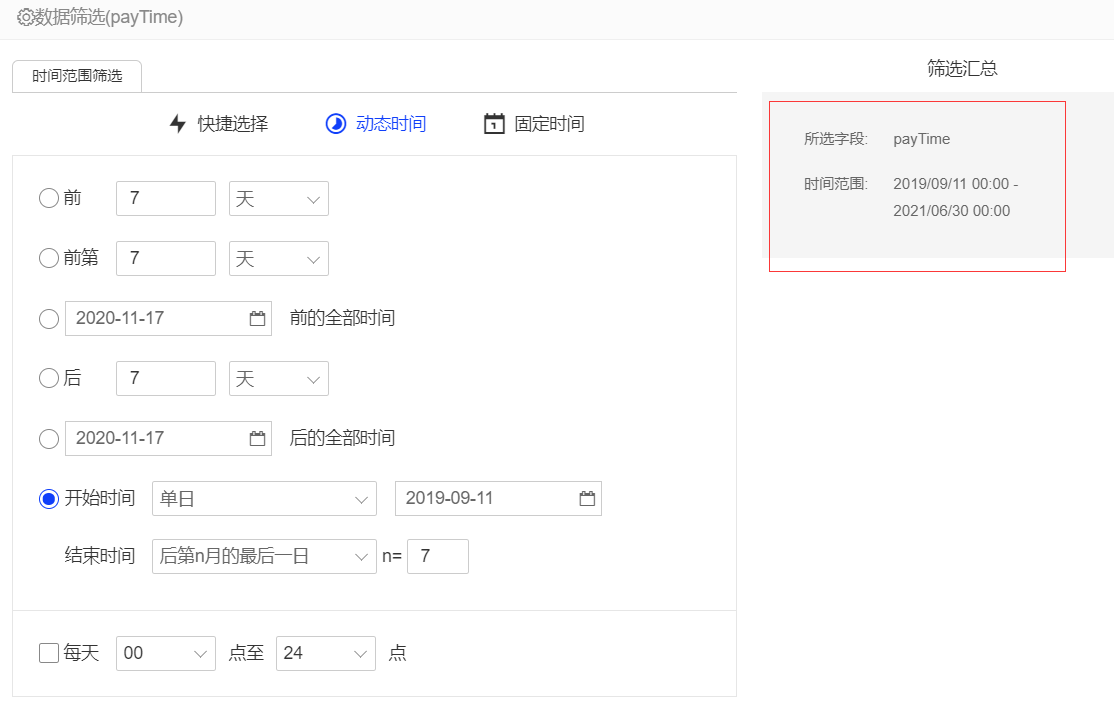 数据筛选(payTime)
时间范围筛选
快捷选择 动态时间 固定时间
前 7 天
前第 7 天
2020-11-17 前的全部时间
后 7 天
2020-11-17 后的全部时间
开始时间 单日 2019-09-11
结束时间 后第n月的最后一日 n= 7
每天 00 点至 24 点
筛选汇总
所选字段: payTime
时间范围: 2019/09/11 00:00 -
2021/06/30 00:00